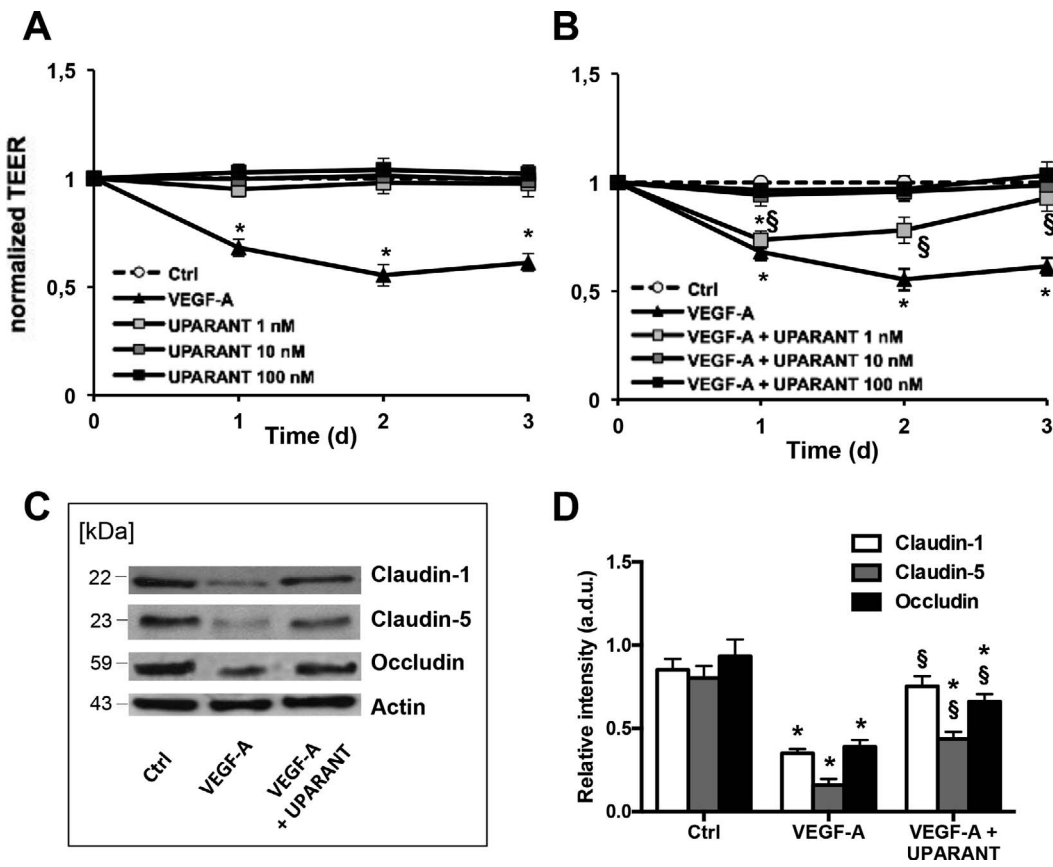 A
1,5
1
0,5
0
normalized TEER
*
*
*
Ctrl
VEGF-A
UPARANT 1 nM
UPARANT 10 nM
UPARANT 100 nM
0 1 2 3
Time (d)
B
1,5
1
0,5
0
*§
§
§
*
*
*
Ctrl
VEGF-A
VEGF-A + UPARANT 1 nM
VEGF-A + UPARANT 10 nM
VEGF-A + UPARANT 100 nM
0 1 2 3
Time (d)
C
[kDa]
22 Claudin-1
23 Claudin-5
59 Occludin
43 Actin
Ctrl
VEGF-A
VEGF-A
+ UPARANT
D
Claudin-1
Claudin-5
Occludin
1.5
1.0
0.5
0.0
Relative intensity (a.d.u.)
* * *
§ *§ *§
Ctrl VEGF-A VEGF-A +
UPARANT